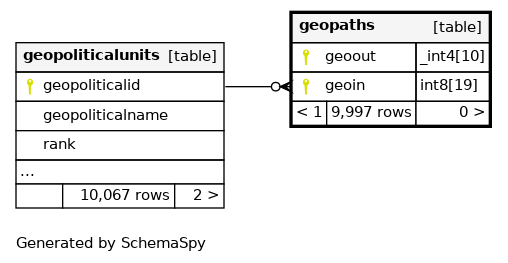 geopoliticalunits [table]
geopoliticalid
geopoliticalname
rank
...
10,067 rows 2 >
geopaths [table]
geoout _int4[10]
geoin int8[19]
< 1 9,997 rows 0 >
Generated by SchemaSpy